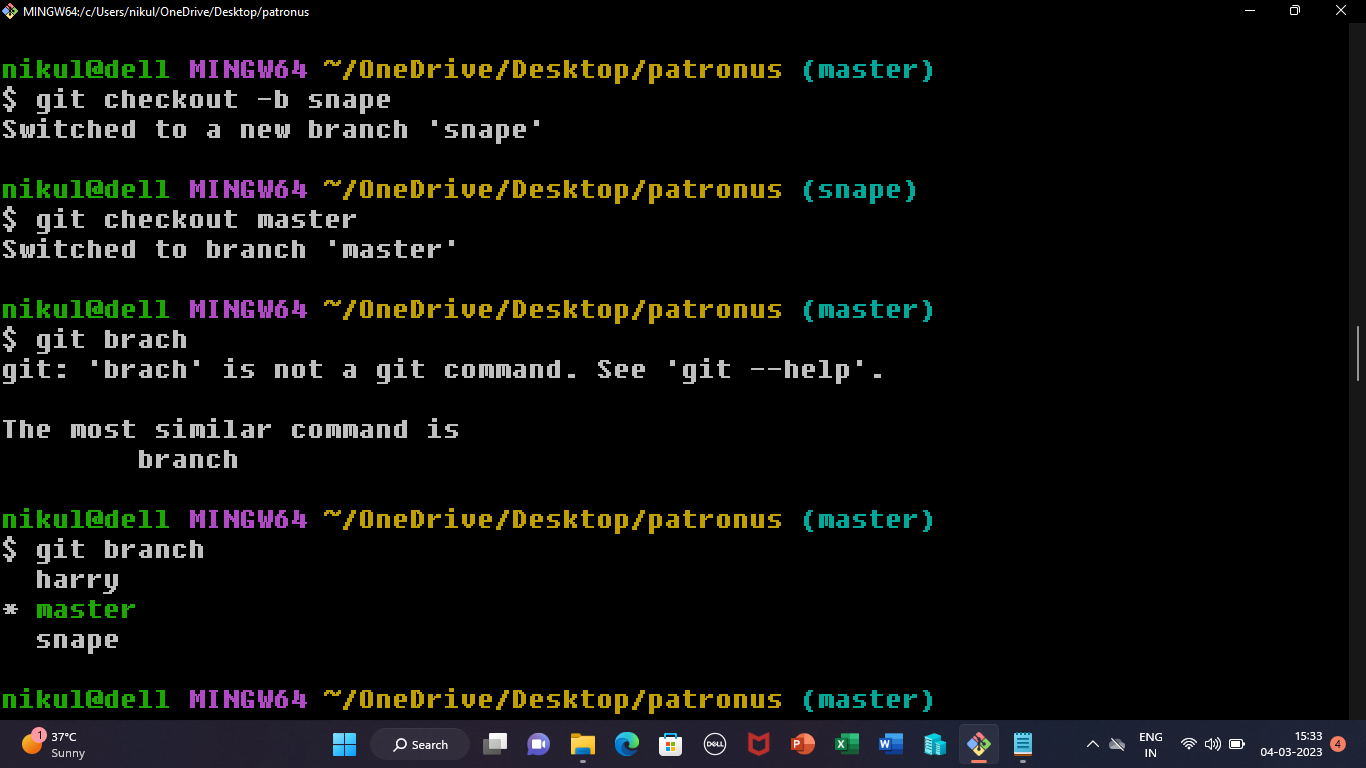 MINGW64:/c/Users/nikul/OneDrive/Desktop/patronus
nikul@dell MINGW64 ~/OneDrive/Desktop/patronus (master)
$ git checkout -b snape
Switched to a new branch 'snape'
nikul@dell MINGW64 ~/OneDrive/Desktop/patronus (snape)
$ git checkout master
Switched to branch 'master'
nikul@dell MINGW64 ~/OneDrive/Desktop/patronus (master)
$ git brach
git: 'brach' is not a git command. See 'git --help'.
The most similar command is
        branch
nikul@dell MINGW64 ~/OneDrive/Desktop/patronus (master)
$ git branch
  harry
* master
  snape
nikul@dell MINGW64 ~/OneDrive/Desktop/patronus (master)
1
37°C
Sunny
Search
DELL
P
X
W
ENG
IN
15:33
04-03-2023
4